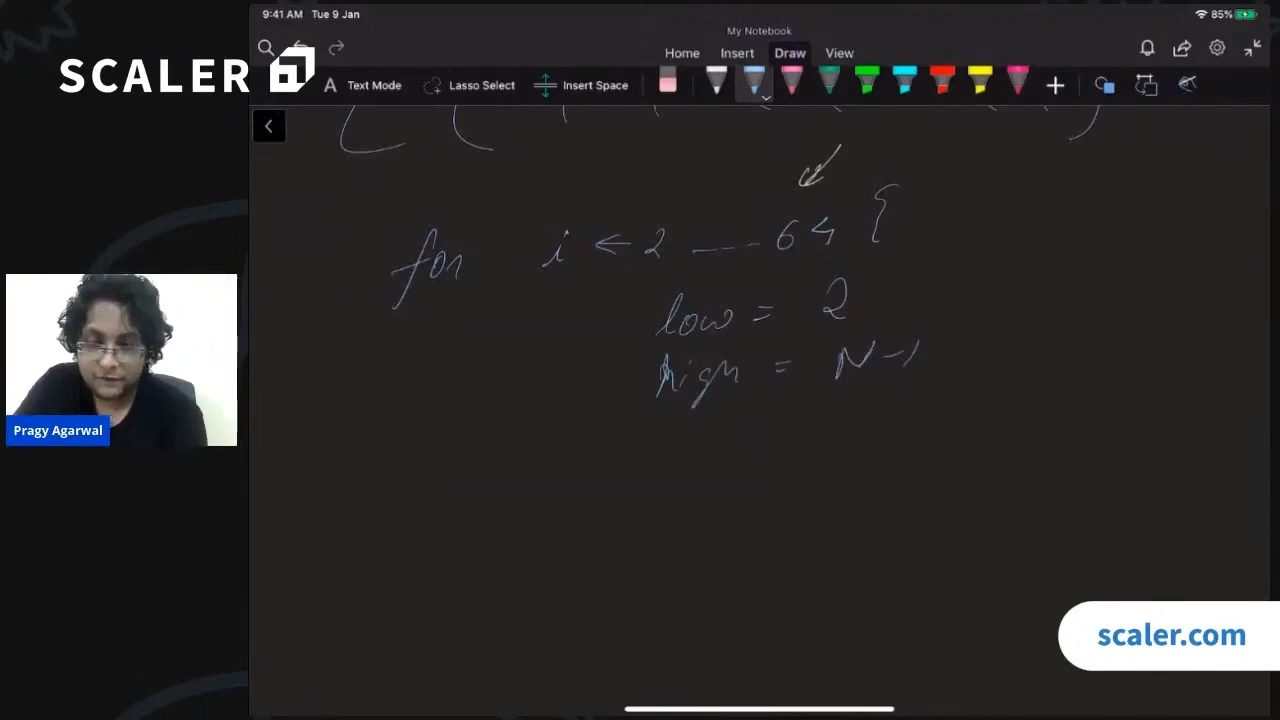 9:41 AM Tue 9 Jan
85%
My Notebook
Home Insert Draw View
SCALER
Text Mode Lasso Select Insert Space
for i ← 2 --- 64 {
low = 2
high = N-1
Pragy Agarwal
scaler.com